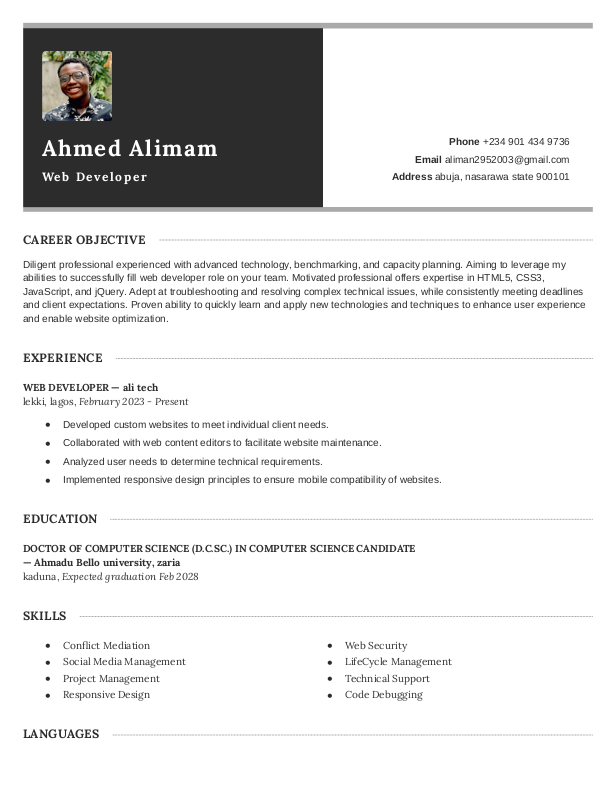 Ahmed Alimam
Web Developer
Phone +234 901 434 9736
Email aliman2952003@gmail.com
Address abuja, nasarawa state 900101
CAREER OBJECTIVE
Diligent professional experienced with advanced technology, benchmarking, and capacity planning. Aiming to leverage my
abilities to successfully fill web developer role on your team. Motivated professional offers expertise in HTML5, CSS3,
JavaScript, and jQuery. Adept at troubleshooting and resolving complex technical issues, while consistently meeting deadlines
and client expectations. Proven ability to quickly learn and apply new technologies and techniques to enhance user experience
and enable website optimization.
EXPERIENCE
WEB DEVELOPER — ali tech
lekki, lagos, February 2023 - Present
● Developed custom websites to meet individual client needs.
● Collaborated with web content editors to facilitate website maintenance.
● Analyzed user needs to determine technical requirements.
● Implemented responsive design principles to ensure mobile compatibility of websites.
EDUCATION
DOCTOR OF COMPUTER SCIENCE (D.C.SC.) IN COMPUTER SCIENCE CANDIDATE
— Ahmadu Bello university, zaria
kaduna, Expected graduation Feb 2028
SKILLS
● Conflict Mediation
● Social Media Management
● Project Management
● Responsive Design
● Web Security
● LifeCycle Management
● Technical Support
● Code Debugging
LANGUAGES